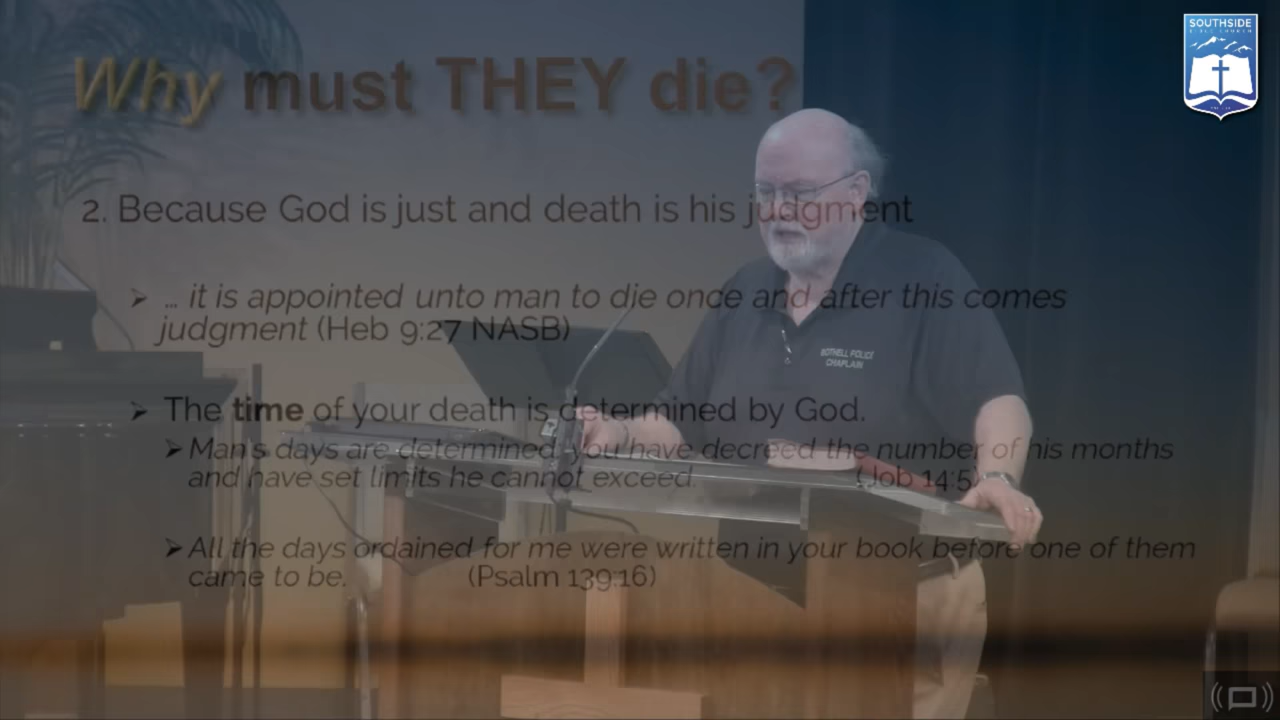 SOUTHSIDE
BIBLE CHURCH
Why must THEY die?
2. Because God is just and death is his judgment
… it is appointed unto man to die once and after this comes
judgment (Heb 9:27 NASB)
BOTHELL POLICE
CHAPLAIN
The time of your death is determined by God.
Man's days are determined. You have decreed the number of his months
and have set limits he cannot exceed. (Job 14:5
All the days ordained for me were written in your book before one of them
came to be. (Psalm 139:16)